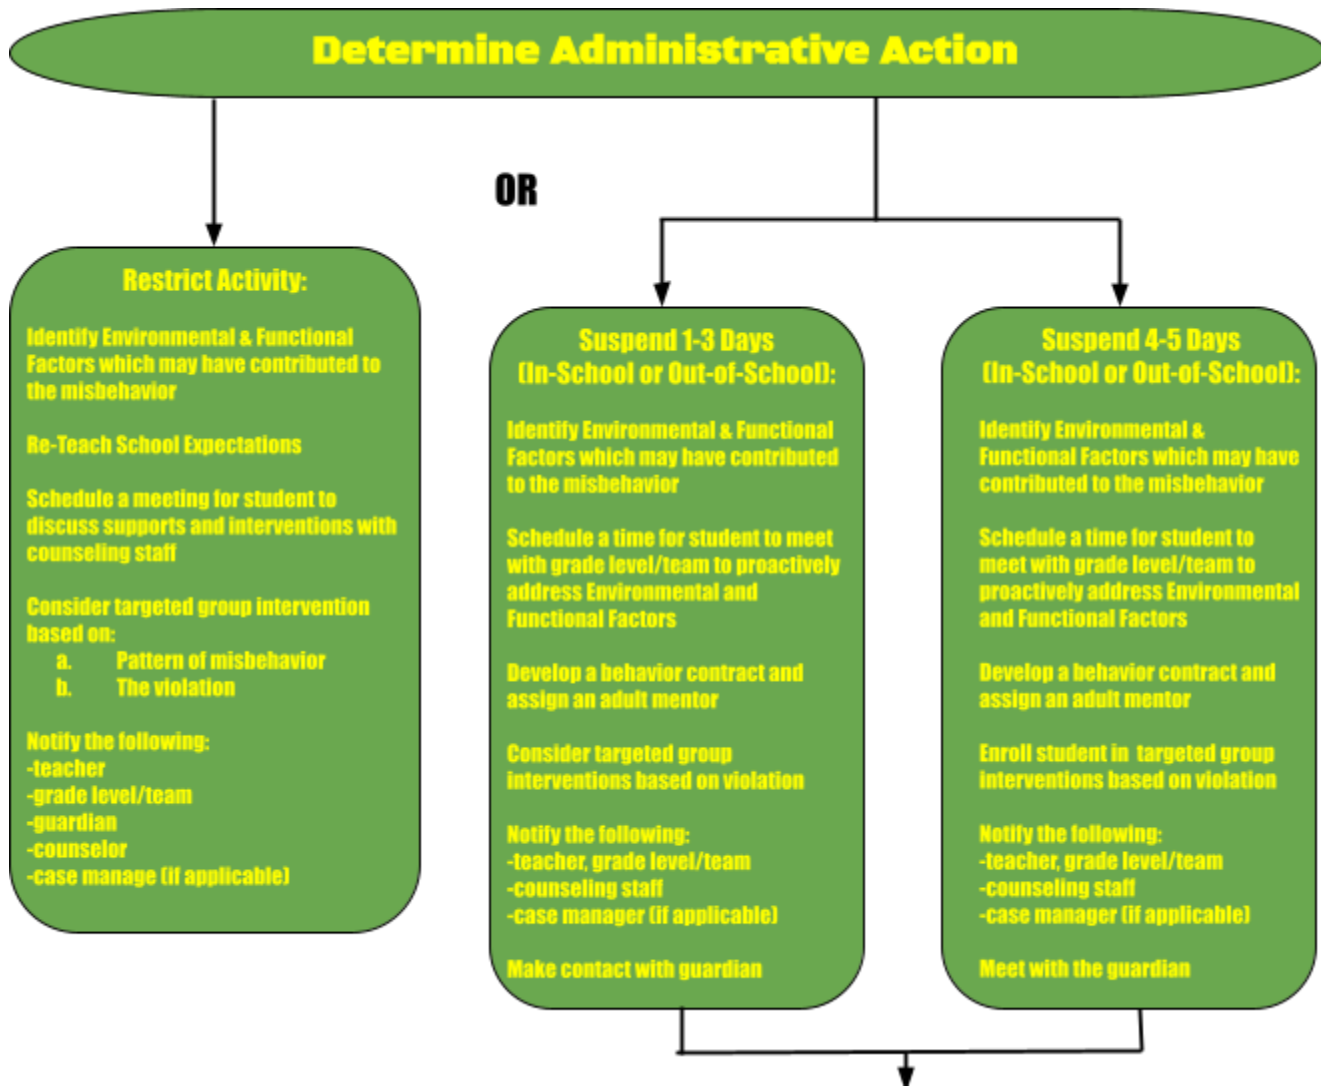 Determine Administrative Action
OR
Restrict Activity:
Identify Environmental & Functional
Factors which may have contributed to
the misbehavior
Re-Teach School Expectations
Schedule a meeting for student to
discuss supports and interventions with
counseling staff
Consider targeted group intervention
based on:
a. Pattern of misbehavior
b. The violation
Notify the following:
-teacher
-grade level/team
-guardian
-counselor
-case manage (if applicable)
Suspend 1-3 Days
(In-School or Out-of-School):
Identify Environmental & Functional
Factors which may have contributed
to the misbehavior
Schedule a time for student to meet
with grade level/team to proactively
address Environmental and
Functional Factors
Develop a behavior contract and
assign an adult mentor
Consider targeted group
interventions based on violation
Notify the following:
-teacher, grade level/team
-counseling staff
-case manager (if applicable)
Make contact with guardian
Suspend 4-5 Days
(In-School or Out-of-School):
Identify Environmental &
Functional Factors which may have
contributed to the misbehavior
Schedule a time for student to
meet with grade level/team to
proactively address Environmental
and Functional Factors
Develop a behavior contract and
assign an adult mentor
Enroll student in targeted group
interventions based on violation
Notify the following:
-teacher, grade level/team
-counseling staff
-case manager (if applicable)
Meet with the guardian